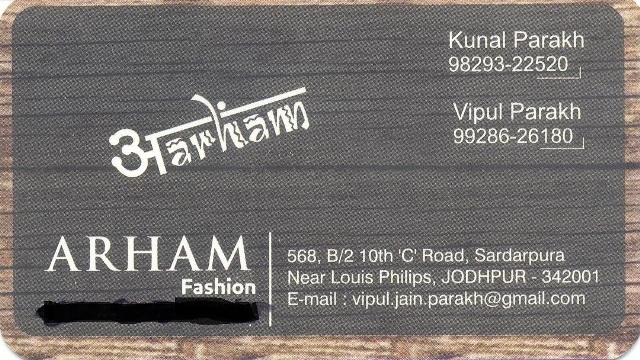 Kunal Parakh
98293-22520
Vipul Parakh
99286-26180
अarham
ARHAM
Fashion
568, B/2 10th 'C' Road, Sardarpura
Near Louis Philips, JODHPUR - 342001
E-mail : vipul.jain.parakh@gmail.com